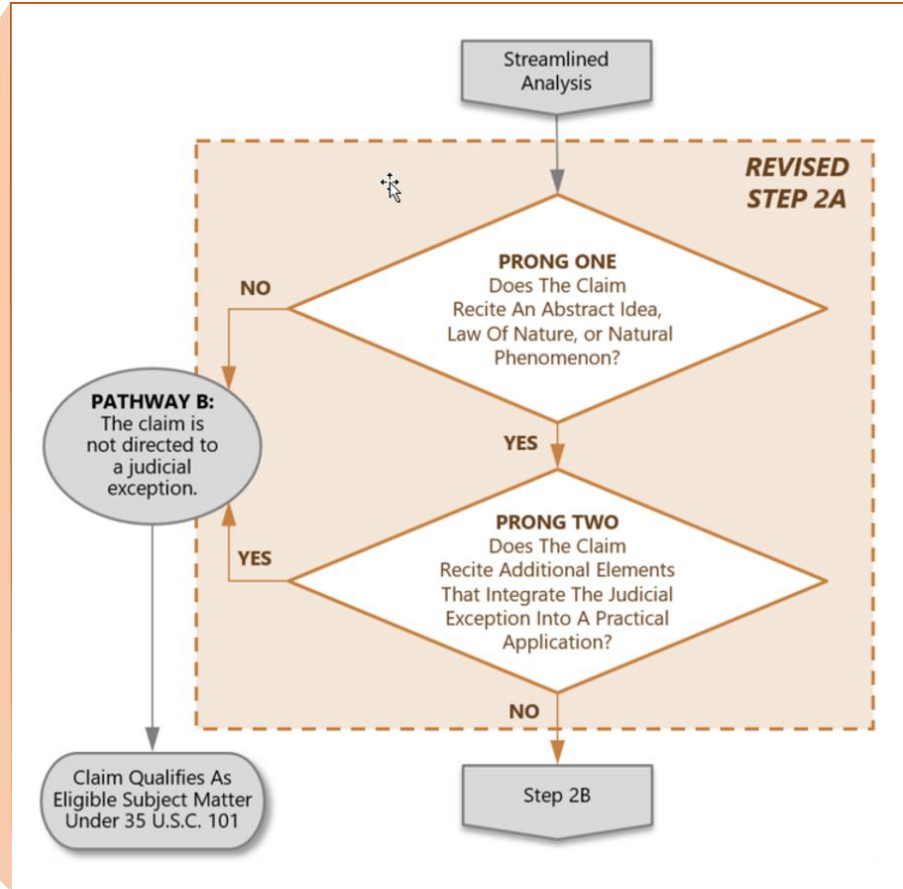 Streamlined
Analysis
REVISED
STEP 2A
PRONG ONE
Does The Claim
Recite An Abstract Idea,
Law Of Nature, or Natural
Phenomenon?
NO
PATHWAY B:
The claim is
not directed to
a judicial
exception.
YES
PRONG TWO
Does The Claim
Recite Additional Elements
That Integrate The Judicial
Exception Into A Practical
Application?
YES
NO
Claim Qualifies As
Eligible Subject Matter
Under 35 U.S.C. 101
Step 2B